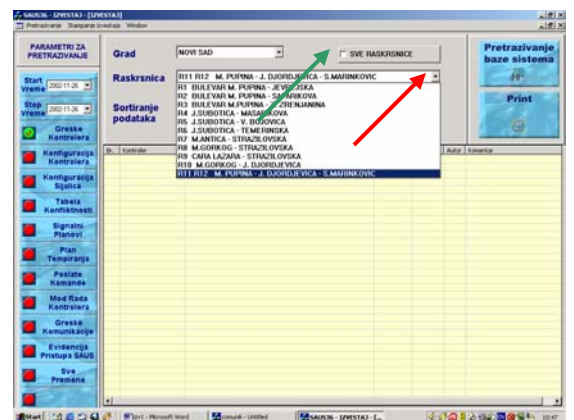 SAUS36 - IZVESTAJ - [IZVESTAJ]
Pretrazivanje Stampanje izvestaja Window
PARAMETRI ZA
PRETRAZIVANJE
Start
Vreme
2002-11-26
Stop
Vreme
2002-11-26
Greske
Kontrolera
Konfiguracija
Kontrolera
Konfiguracija
Sijalica
Tabela
Konfliktnosti
Signalni
Planovi
Plan
Tempiranja
Poslate
Komande
Mod Rada
Kontrolera
Greske
Komunikacije
Evidencija
Pristupa SAUS
Sve
Promene
Grad
NOVI SAD
SVE RASKRSNICE
Raskrsnica
R11 R12 M. PUPINA - J. DJORDJEVICA - S.MARINKOVIC
Sortiranje
podataka
R1 BULEVAR M. PUPINA - JEVREJSKA
R2 BULEVAR M. PUPINA - SAFARIKOVA
R3 BULEVAR M.PUPINA - Z.ZRENJANINA
R4 J.SUBOTICA - MASARIKOVA
R5 J.SUBOTICA - V. BOJOVICA
R6 J.SUBOTICA - TEMERINSKA
R7 M.ANTICA - STRAZILOVSKA
R8 M.GORKOG - STRAZILOVSKA
R9 CARA LAZARA - STRAZILOVSKA
R10 M.GORKOG - J. DJORDJEVICA
R11 R12 M. PUPINA - J. DJORDJEVICA - S.MARINKOVIC
Br. Kontroler
Autor Komentar
Pretrazivanje
baze sistema
Print
Start
Izv1 - Microsoft Word
comunik - Untitled
SAUS36 - IZVESTAJ - [...
10:47